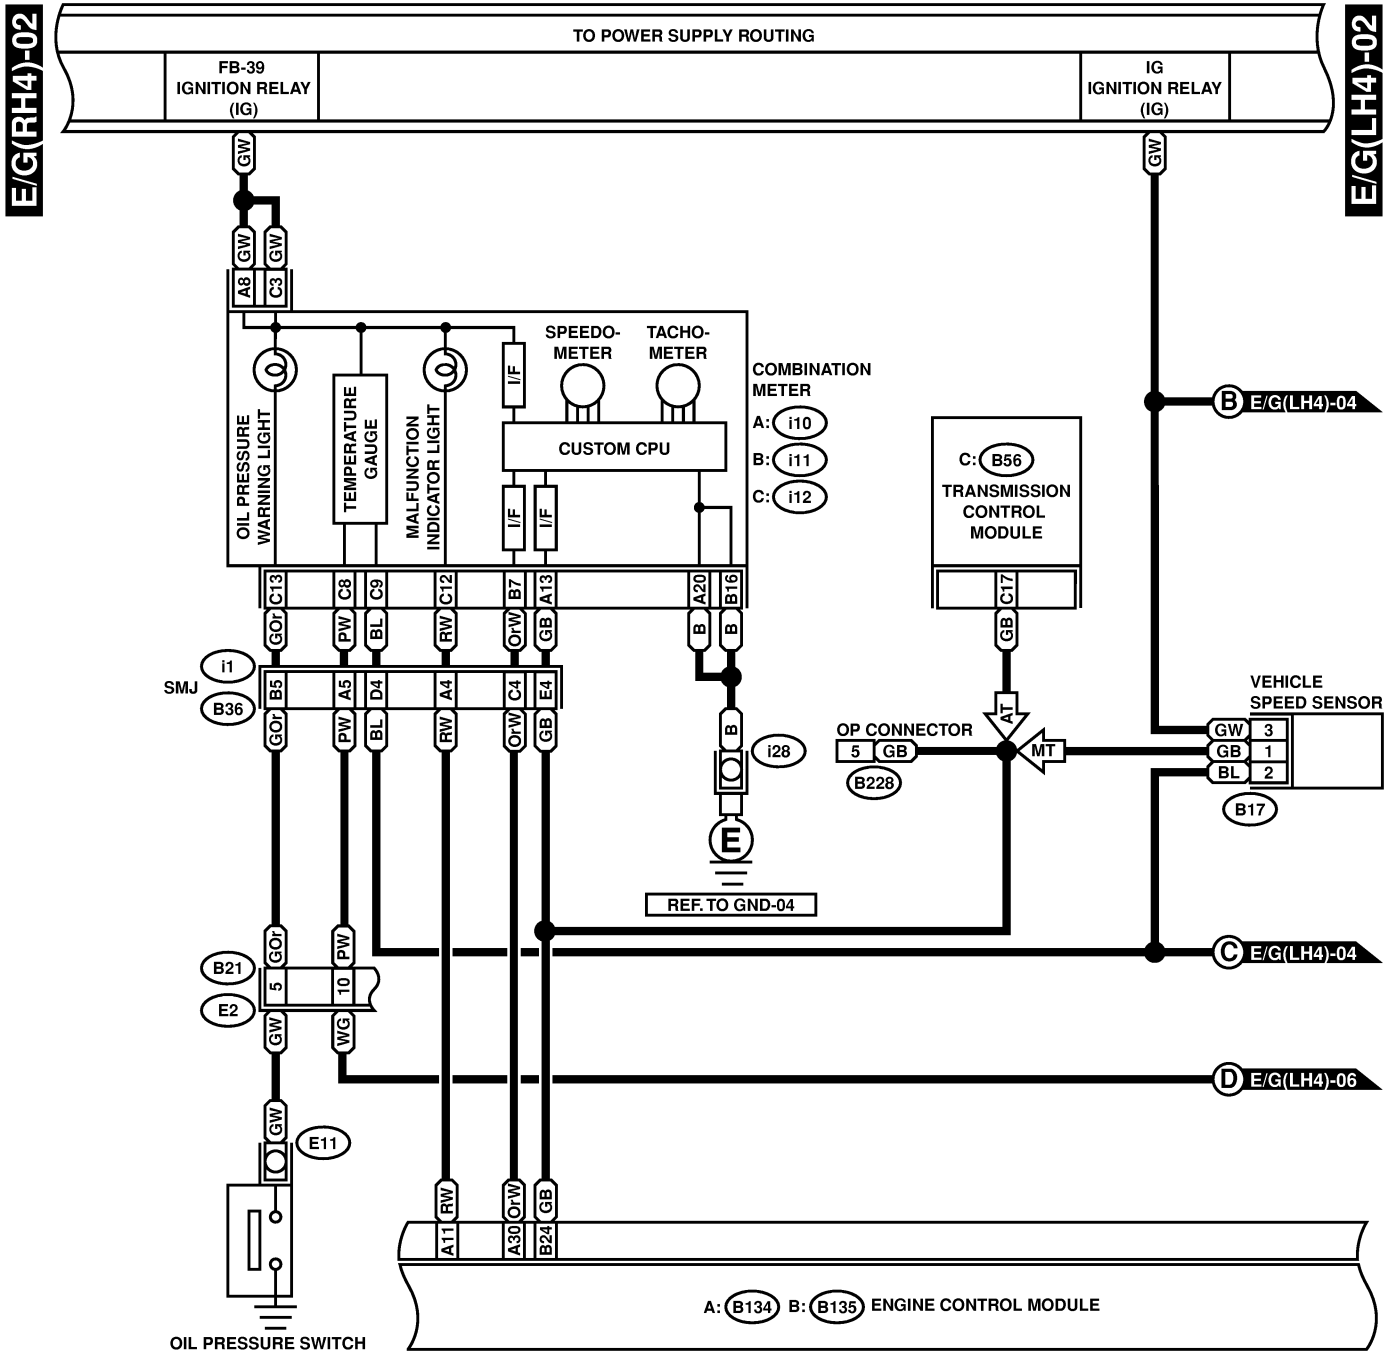 E/G(RH4)-02
E/G(LH4)-02
TO POWER SUPPLY ROUTING
FB-39
IGNITION RELAY
(IG)
IG
IGNITION RELAY
(IG)
GW
GW
GW
GW
A8
C3
OIL PRESSURE
WARNING LIGHT
TEMPERATURE
GAUGE
MALFUNCTION
INDICATOR LIGHT
I/F
SPEEDO-
METER
TACHO-
METER
CUSTOM CPU
I/F
I/F
COMBINATION
METER
A: i10
B: i11
C: i12
B E/G(LH4)-04
C: B56
TRANSMISSION
CONTROL
MODULE
C13
C8
C9
C12
B7
A13
A20
B16
C17
GOr
PW
BL
RW
OrW
GB
B
B
GB
i1
SMJ
B36
B5
A5
D4
A4
C4
E4
GOr
PW
BL
RW
OrW
GB
B
i28
E
REF. TO GND-04
AT
MT
OP CONNECTOR
5 GB
B228
VEHICLE
SPEED SENSOR
GW 3
GB 1
BL 2
B17
GOr
PW
B21
E2
5
10
GW
WG
C E/G(LH4)-04
D E/G(LH4)-06
GW
E11
OIL PRESSURE SWITCH
RW
OrW
GB
A11
A30
B24
A: B134 B: B135 ENGINE CONTROL MODULE